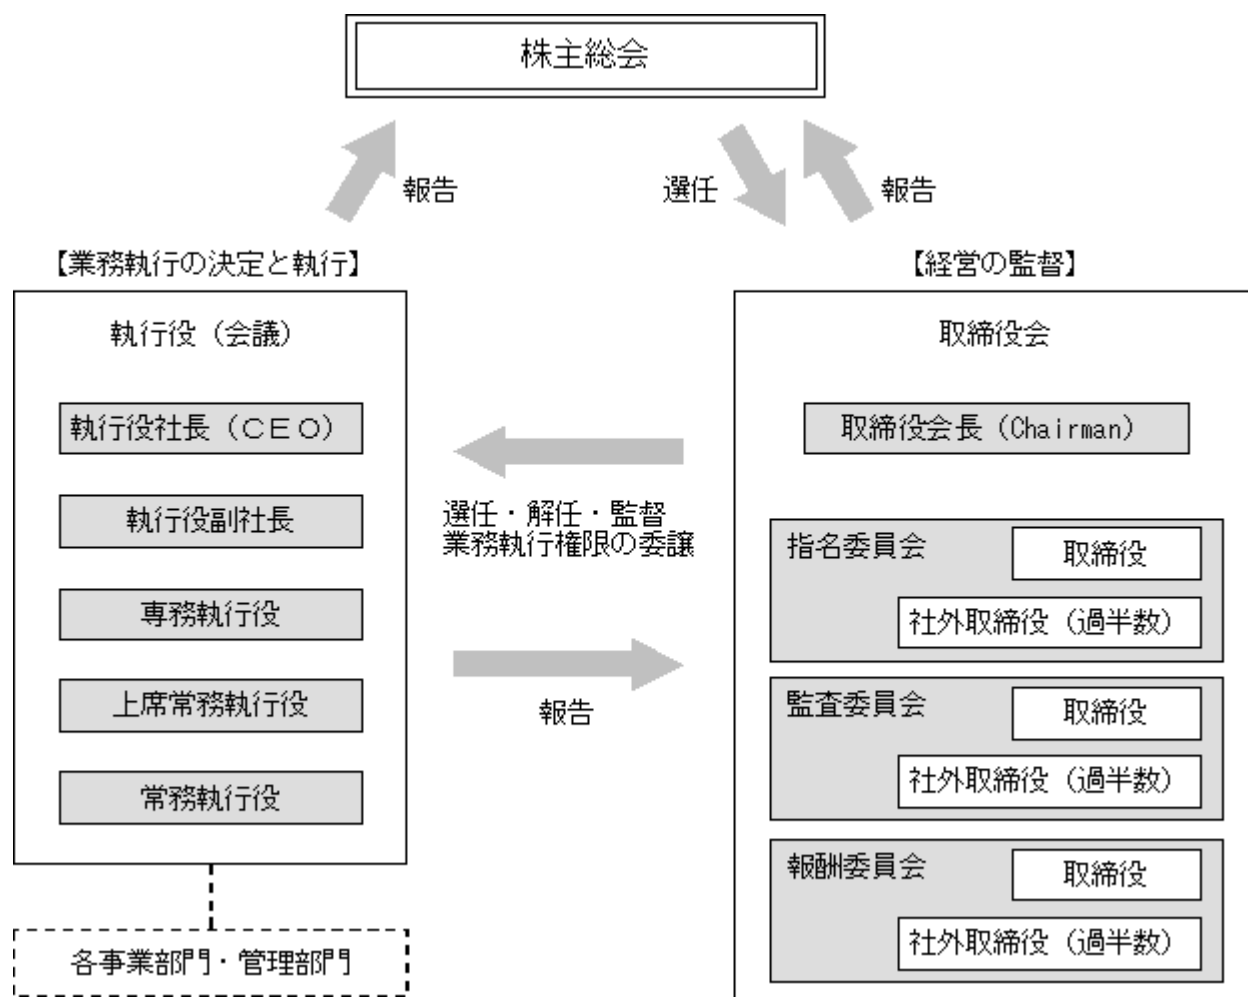 株主総会
報告
選任
報告
【業務執行の決定と執行】
執行役（会議）
執行役社長（ＣＥＯ）
執行役副社長
専務執行役
上席常務執行役
常務執行役
各事業部門・管理部門
選任・解任・監督
業務執行権限の委譲
報告
【経営の監督】
取締役会
取締役会長（Chairman）
指名委員会
取締役
社外取締役（過半数）
監査委員会
取締役
社外取締役（過半数）
報酬委員会
取締役
社外取締役（過半数）